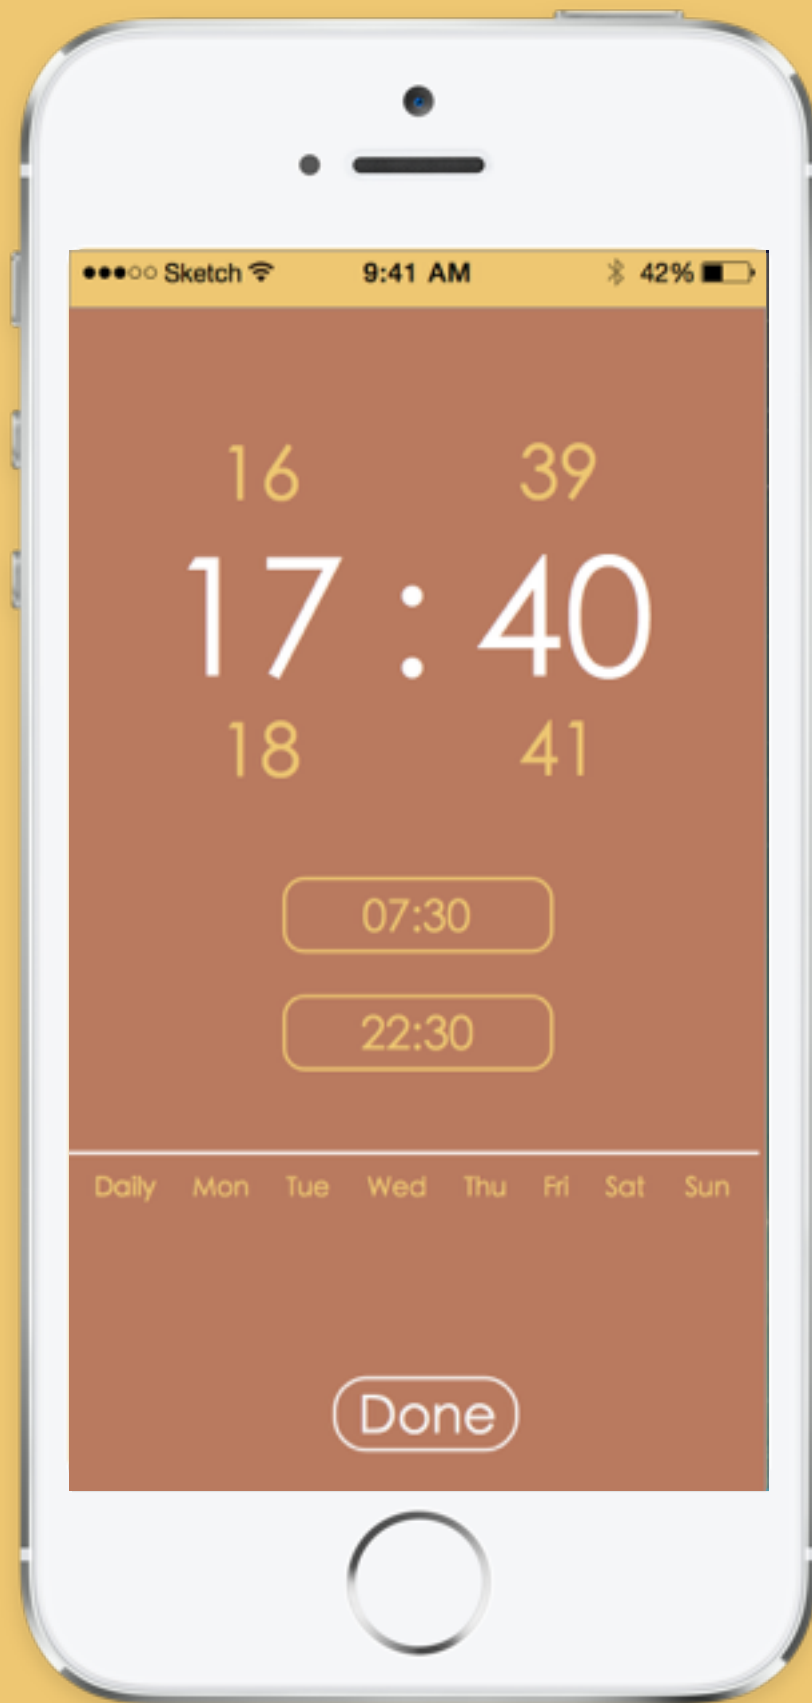 ●●●○○ Sketch 9:41 AM 42%
16 39
17 : 40
18 41
07:30
22:30
Daily Mon Tue Wed Thu Fri Sat Sun
Done